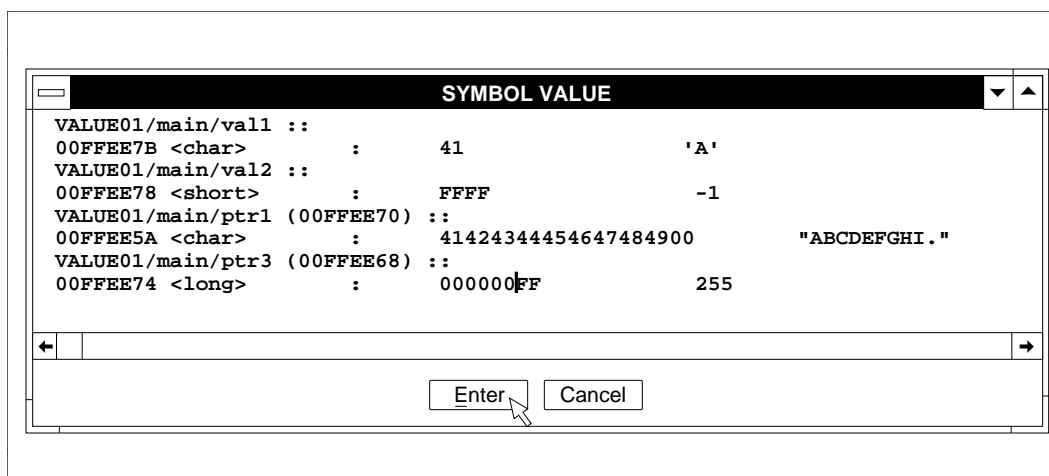 SYMBOL VALUE
VALUE01/main/val1 ::
00FFEE7B <char> : 41 'A'
VALUE01/main/val2 ::
00FFEE78 <short> : FFFF -1
VALUE01/main/ptr1 (00FFEE70) ::
00FFEE5A <char> : 41424344454647484900 "ABCDEFGHI."
VALUE01/main/ptr3 (00FFEE68) ::
00FFEE74 <long> : 000000FF 255
Enter Cancel